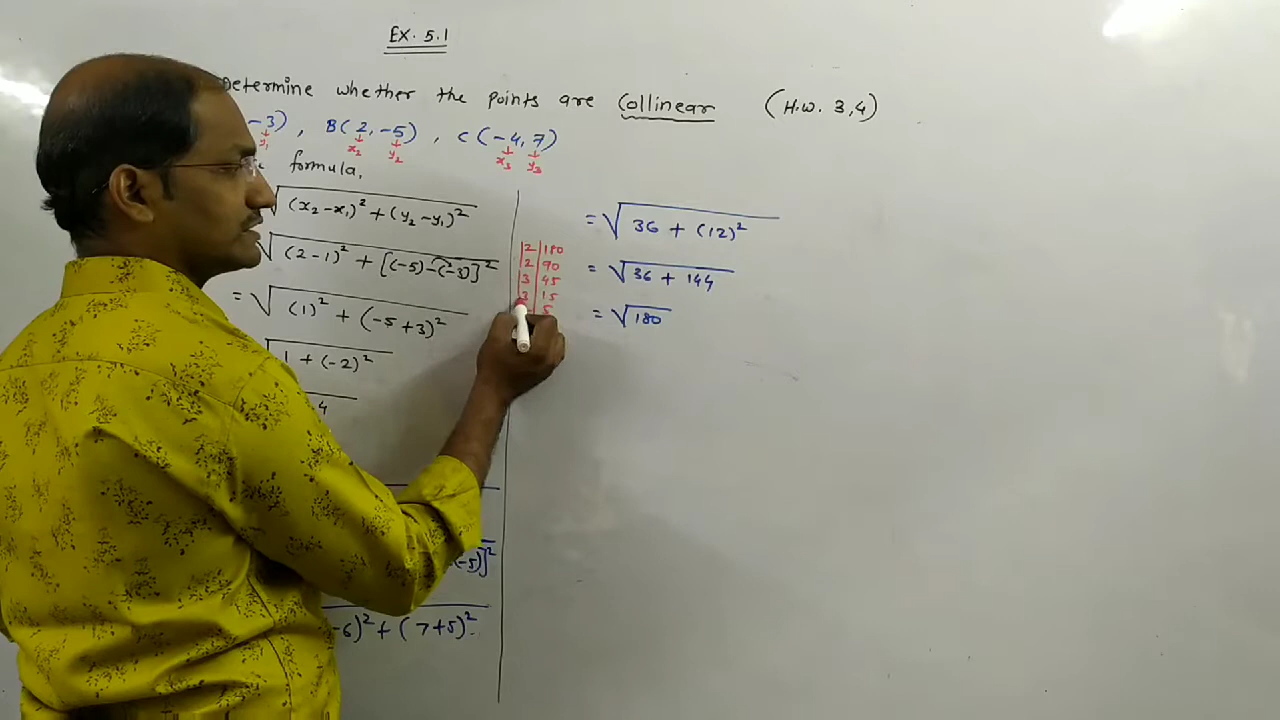 EX. 5.1
Determine whether the points are Collinear (H.W. 3,4)
-3), B(2,-5), C(-4,7)
y₁ x₂ y₂ x₃ y₃
formula,
√(x₂-x₁)²+(y₂-y₁)²
√(2-1)²+[(-5)-(-3)]²
= √(1)²+(-5+3)²
1+(-2)²
4
(-5)]²
-6)²+(7+5)²
2|180
2|90
3|45
3|15
5
= √36+(12)²
= √36+144
= √180